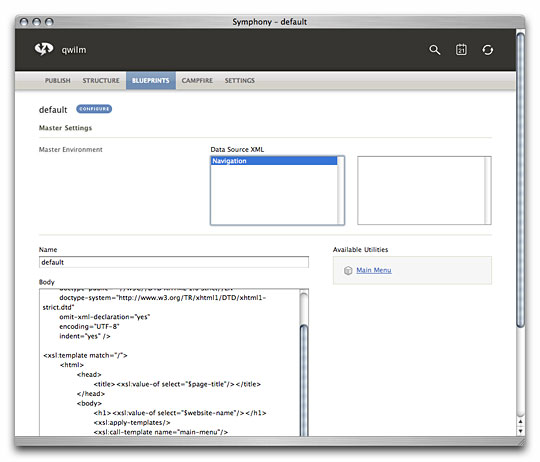 Symphony – default
qwilm
21
PUBLISH STRUCTURE BLUEPRINTS CAMPFIRE SETTINGS
default CONFIGURE
Master Settings
Master Environment
Data Source XML
Navigation
Name
default
Available Utilities
Main Menu
Body
doctype-system="http://www.w3.org/TR/xhtml1/DTD/xhtml1-
strict.dtd"
omit-xml-declaration="yes"
encoding="UTF-8"
indent="yes" />
<xsl:template match="/">
<html>
<head>
<title><xsl:value-of select="$page-title"/></title>
</head>
<body>
<h1><xsl:value-of select="$website-name"/></h1>
<xsl:apply-templates/>
<xsl:call-template name="main-menu"/>